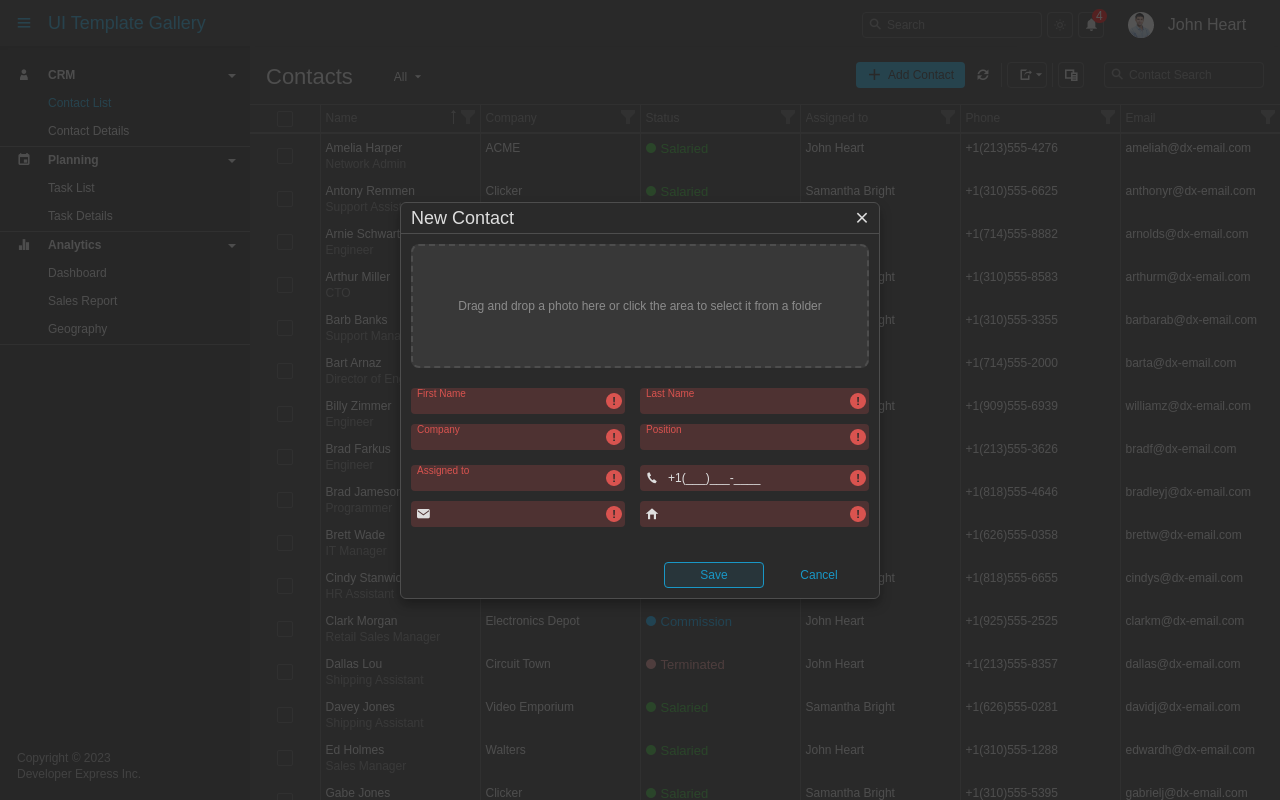 UI Template Gallery
Search
4
John Heart
CRM
Contact List
Contact Details
Planning
Task List
Task Details
Analytics
Dashboard
Sales Report
Geography
Copyright © 2023
Developer Express Inc.
Contacts
All
Add Contact
Contact Search
Name Company Status Assigned to Phone Email
Amelia Harper ACME Salaried John Heart +1(213)555-4276 ameliah@dx-email.com
Network Admin
Antony Remmen Clicker Salaried Samantha Bright +1(310)555-6625 anthonyr@dx-email.com
Support Assis
Arnie Schwart +1(714)555-8882 arnolds@dx-email.com
Engineer
Arthur Miller ght +1(310)555-8583 arthurm@dx-email.com
CTO
Barb Banks ght +1(310)555-3355 barbarab@dx-email.com
Support Mana
Bart Arnaz +1(714)555-2000 barta@dx-email.com
Director of En
Billy Zimmer ght +1(909)555-6939 williamz@dx-email.com
Engineer
Brad Farkus +1(213)555-3626 bradf@dx-email.com
Engineer
Brad Jameson +1(818)555-4646 bradleyj@dx-email.com
Programmer
Brett Wade +1(626)555-0358 brettw@dx-email.com
IT Manager
Cindy Stanwic ght +1(818)555-6655 cindys@dx-email.com
HR Assistant
Clark Morgan Electronics Depot Commission John Heart +1(925)555-2525 clarkm@dx-email.com
Retail Sales Manager
Dallas Lou Circuit Town Terminated John Heart +1(213)555-8357 dallas@dx-email.com
Shipping Assistant
Davey Jones Video Emporium Salaried Samantha Bright +1(626)555-0281 davidj@dx-email.com
Shipping Assistant
Ed Holmes Walters Salaried John Heart +1(310)555-1288 edwardh@dx-email.com
Sales Manager
Gabe Jones Clicker Salaried Samantha Bright +1(310)555-5395 gabrielj@dx-email.com
New Contact
Drag and drop a photo here or click the area to select it from a folder
First Name
Last Name
Company
Position
Assigned to
+1(___)___-____
Save
Cancel